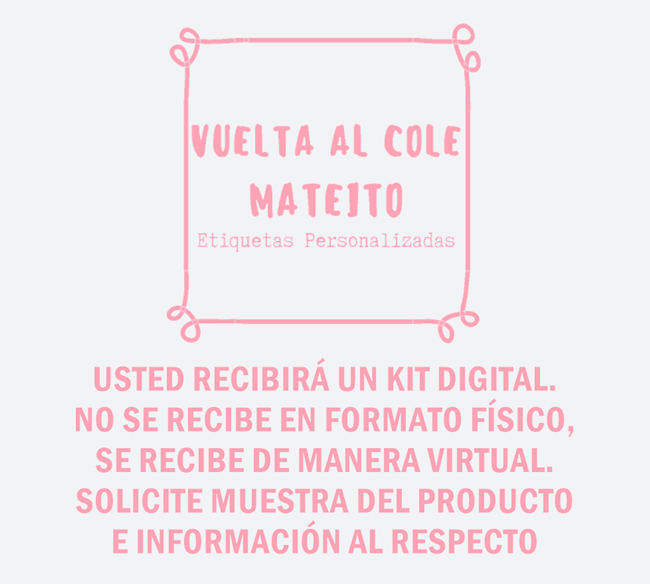 VUELTA AL COLE
MATEITO
Etiquetas Personalizadas
USTED RECIBIRÁ UN KIT DIGITAL.
NO SE RECIBE EN FORMATO FÍSICO,
SE RECIBE DE MANERA VIRTUAL.
SOLICITE MUESTRA DEL PRODUCTO
E INFORMACIÓN AL RESPECTO